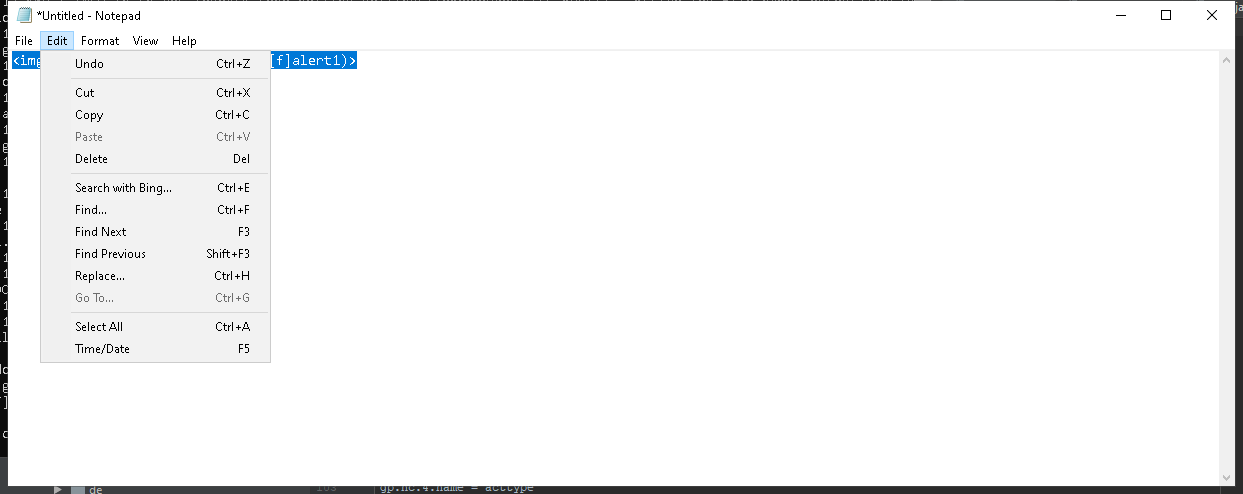 *Untitled - Notepad
File Edit Format View Help
<img [f]alert1)>
Undo Ctrl+Z
Cut Ctrl+X
Copy Ctrl+C
Paste Ctrl+V
Delete Del
Search with Bing... Ctrl+E
Find... Ctrl+F
Find Next F3
Find Previous Shift+F3
Replace... Ctrl+H
Go To... Ctrl+G
Select All Ctrl+A
Time/Date F5
de
gp.nc.4.name = acttype